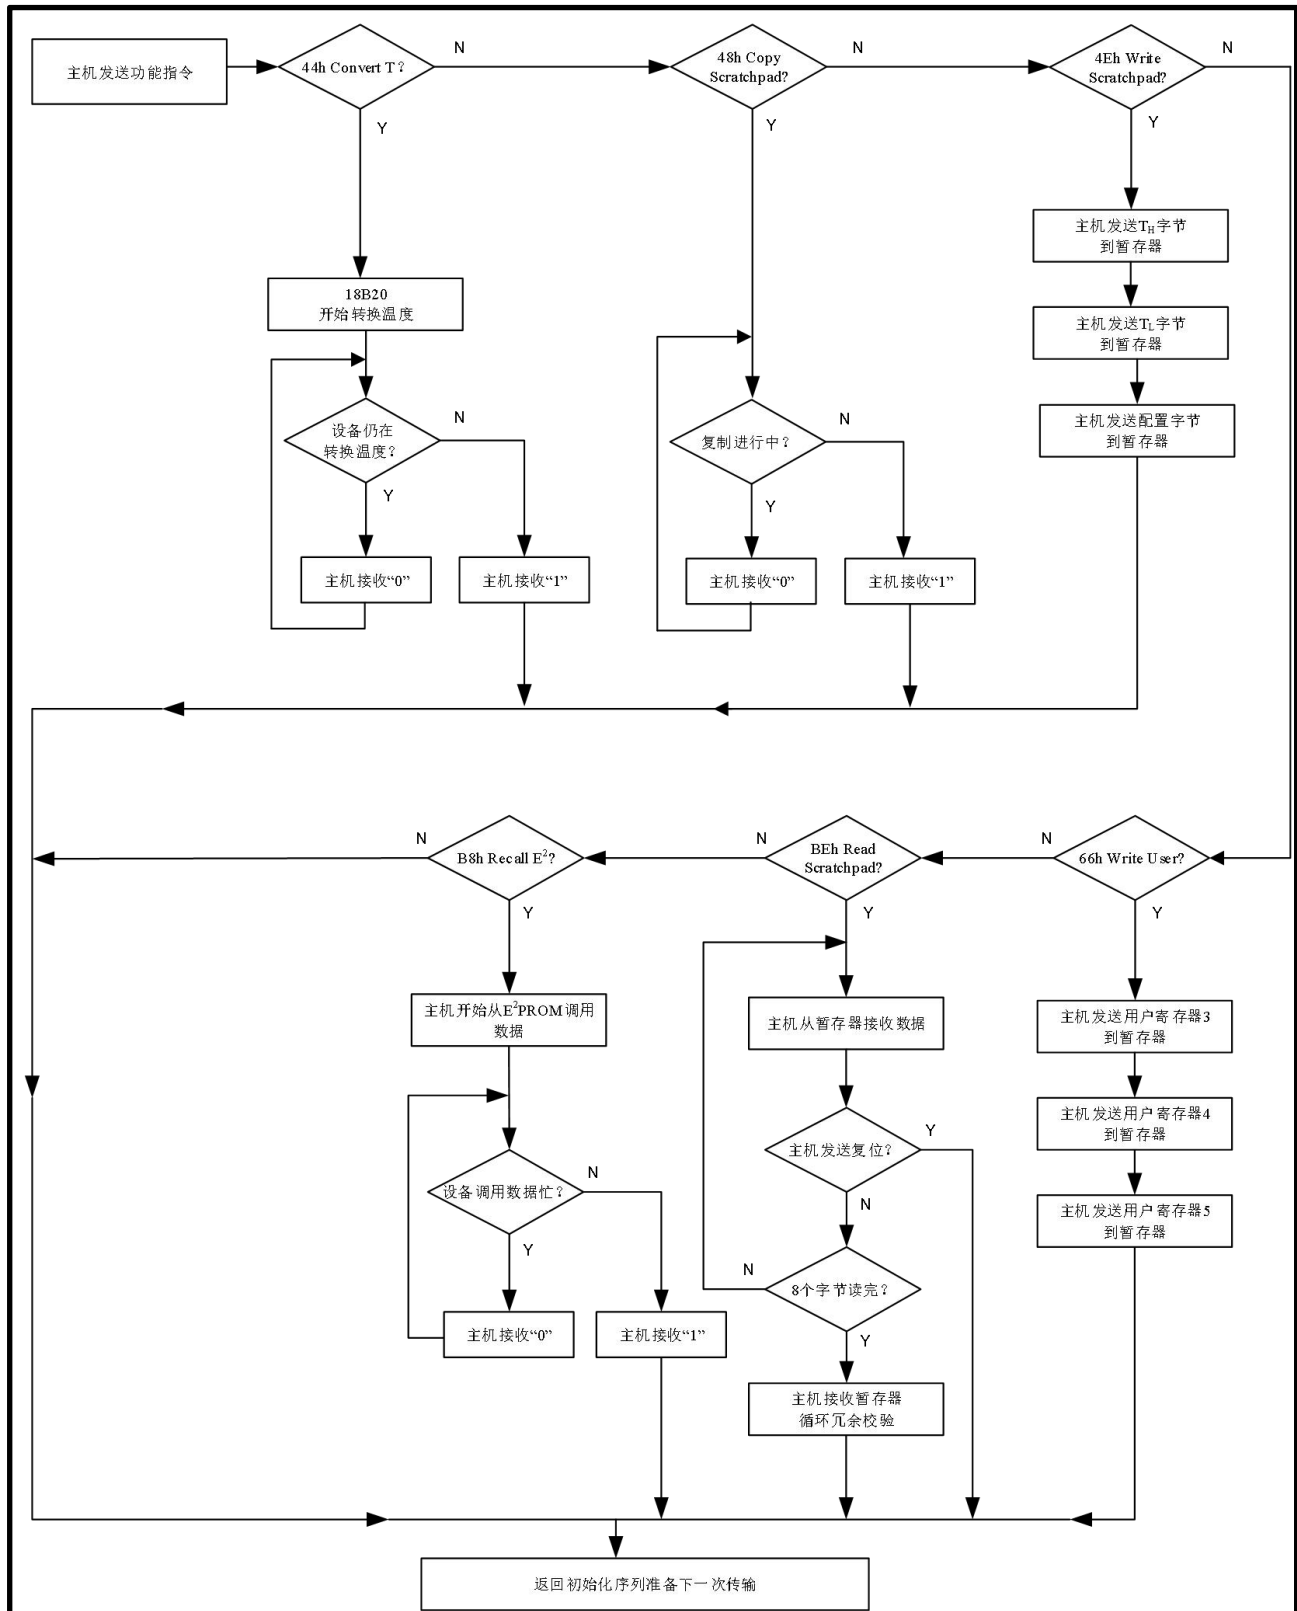 主机发送功能指令
44h Convert T？
N
Y
48h Copy
Scratchpad?
N
Y
4Eh Write
Scratchpad?
N
Y
18B20
开始转换温度
设备仍在
转换温度？
N
Y
主机接收“0”
主机接收“1”
复制进行中？
N
Y
主机接收“0”
主机接收“1”
主机发送TH字节
到暂存器
主机发送TL字节
到暂存器
主机发送配置字节
到暂存器
N
B8h Recall E²?
Y
N
BEh Read
Scratchpad?
Y
N
66h Write User?
Y
主机开始从E²PROM调用
数据
设备调用数据忙？
N
Y
主机接收“0”
主机接收“1”
主机从暂存器接收数据
主机发送复位？
Y
N
8个字节读完？
N
Y
主机接收暂存器
循环冗余校验
主机发送用户寄存器3
到暂存器
主机发送用户寄存器4
到暂存器
主机发送用户寄存器5
到暂存器
返回初始化序列准备下一次传输